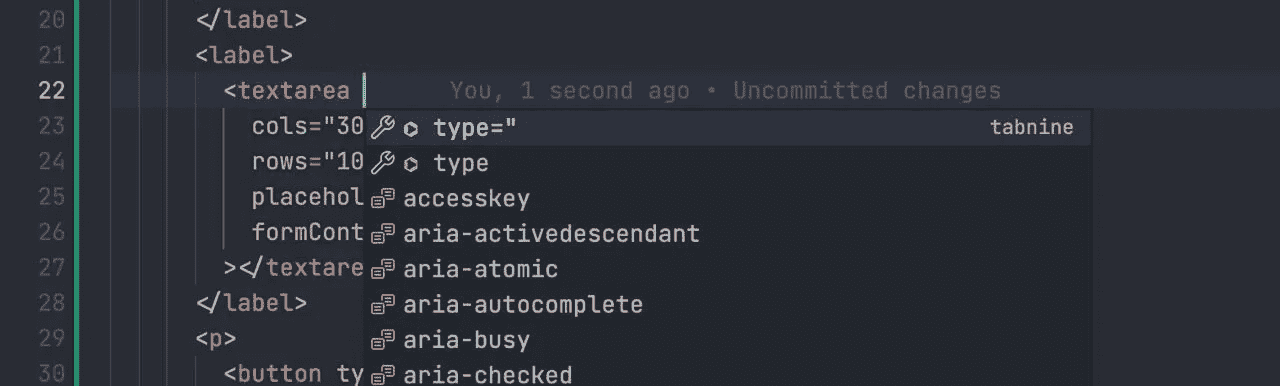 20 </label>
21 <label>
22 <textarea You, 1 second ago • Uncommitted changes
23 cols="30 type=" tabnine
24 rows="10 type
25 placehol accesskey
26 formCont aria-activedescendant
27 ></textare aria-atomic
28 </label> aria-autocomplete
29 <p> aria-busy
30 <button ty aria-checked